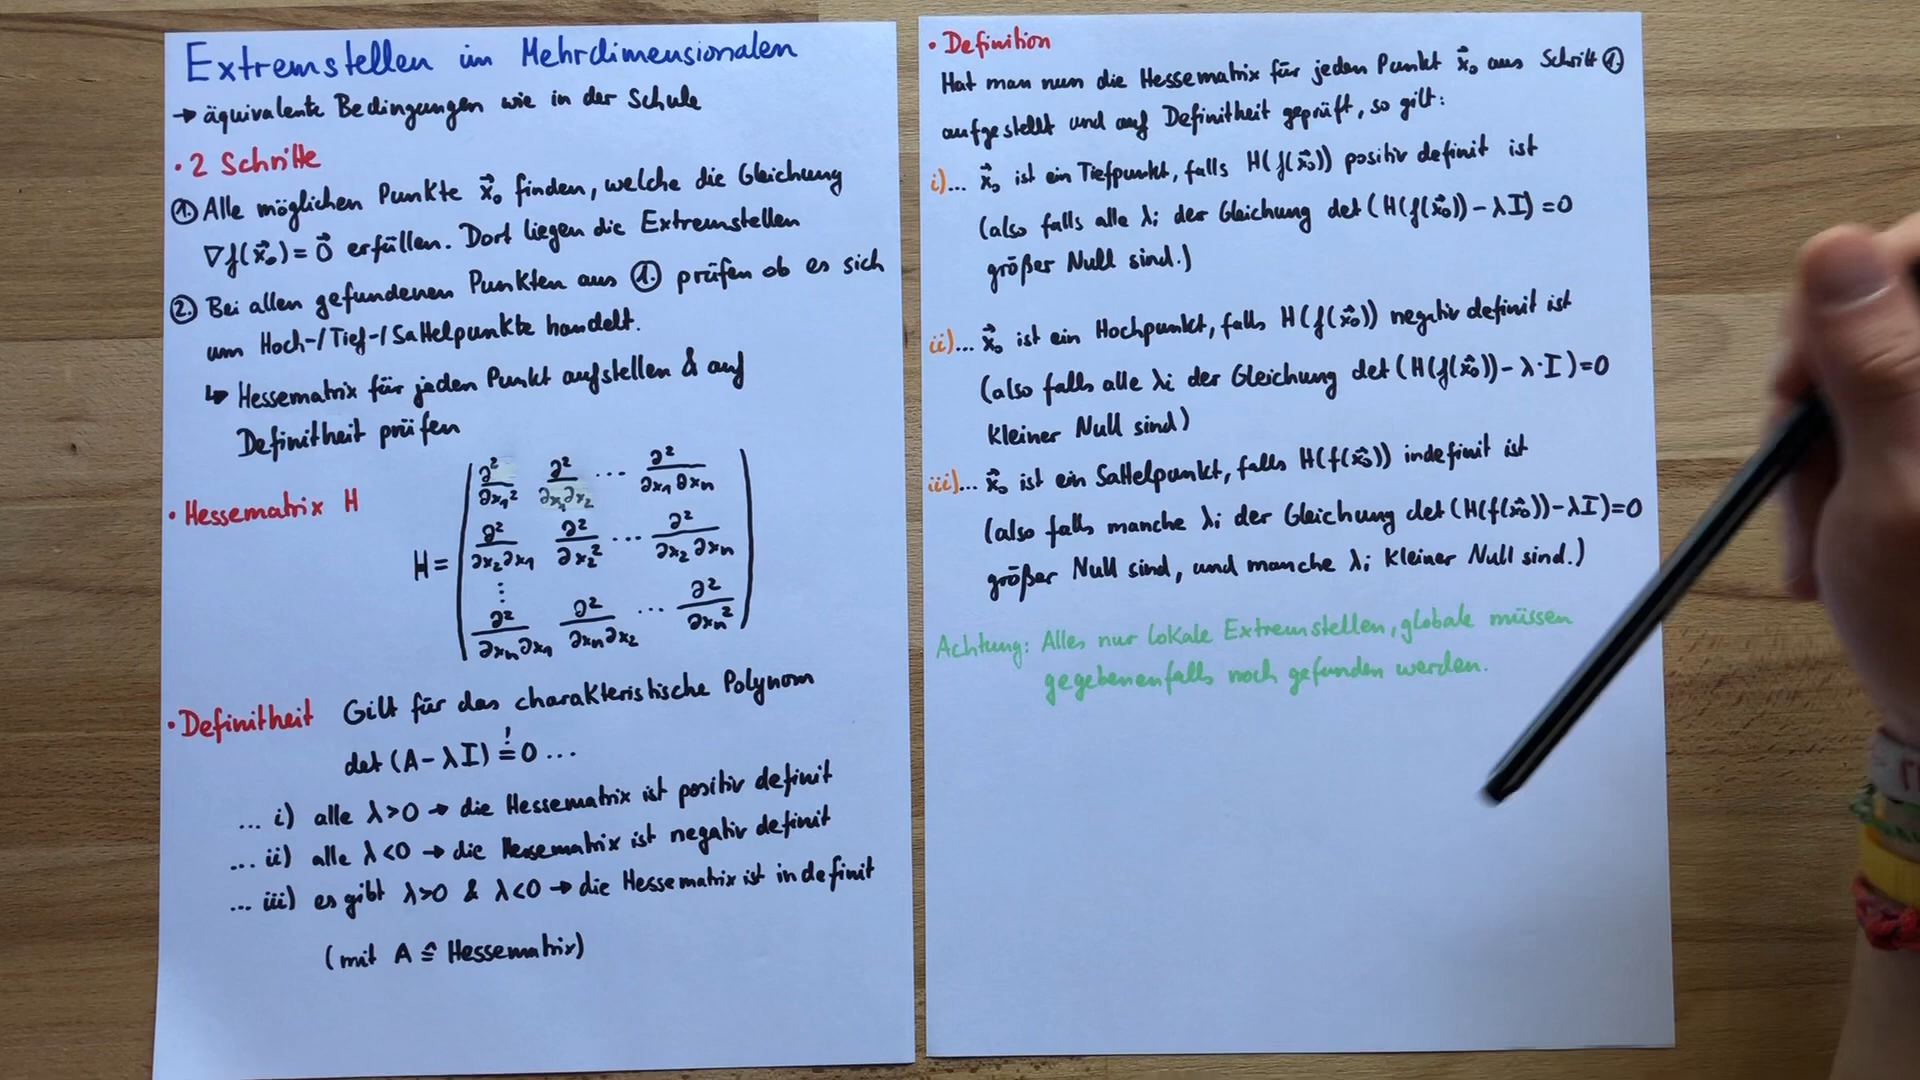 Extremstellen im Mehrdimensionalen
→ äquivalente Bedingungen wie in der Schule
• 2 Schritte
①. Alle möglichen Punkte x⃗₀ finden, welche die Gleichung
∇f(x⃗₀) = 0⃗ erfüllen. Dort liegen die Extremstellen
②. Bei allen gefundenen Punkten aus ①. prüfen ob es sich
um Hoch-/Tief-/Sattelpunkte handelt.
↳ Hessematrix für jeden Punkt aufstellen & auf
Definitheit prüfen
• Hessematrix H
H = ( ∂²/∂x₁² ∂²/∂x₁∂x₂ ... ∂²/∂x₁∂xₙ
∂²/∂x₂∂x₁ ∂²/∂x₂² ... ∂²/∂x₂∂xₙ
⋮
∂²/∂xₙ∂x₁ ∂²/∂xₙ∂x₂ ... ∂²/∂xₙ² )
• Definitheit Gilt für das charakteristische Polynom
det (A - λI) =! 0 ...
... i) alle λ>0 → die Hessematrix ist positiv definit
... ii) alle λ<0 → die Hessematrix ist negativ definit
... iii) es gibt λ>0 & λ<0 → die Hessematrix ist indefinit
(mit A ≙ Hessematrix)
• Definition
Hat man nun die Hessematrix für jeden Punkt x⃗₀ aus Schritt ①.
aufgestellt und auf Definitheit geprüft, so gilt:
i)... x⃗₀ ist ein Tiefpunkt, falls H(f(x⃗₀)) positiv definit ist
(also falls alle λᵢ der Gleichung det (H(f(x⃗₀)) - λI) = 0
größer Null sind.)
ii)... x⃗₀ ist ein Hochpunkt, falls H(f(x⃗₀)) negativ definit ist
(also falls alle λᵢ der Gleichung det (H(f(x⃗₀)) - λ·I) = 0
kleiner Null sind)
iii)... x⃗₀ ist ein Sattelpunkt, falls H(f(x⃗₀)) indefinit ist
(also falls manche λᵢ der Gleichung det (H(f(x⃗₀)) - λI) = 0
größer Null sind, und manche λᵢ kleiner Null sind.)
Achtung: Alles nur lokale Extremstellen, globale müssen
gegebenenfalls noch gefunden werden.